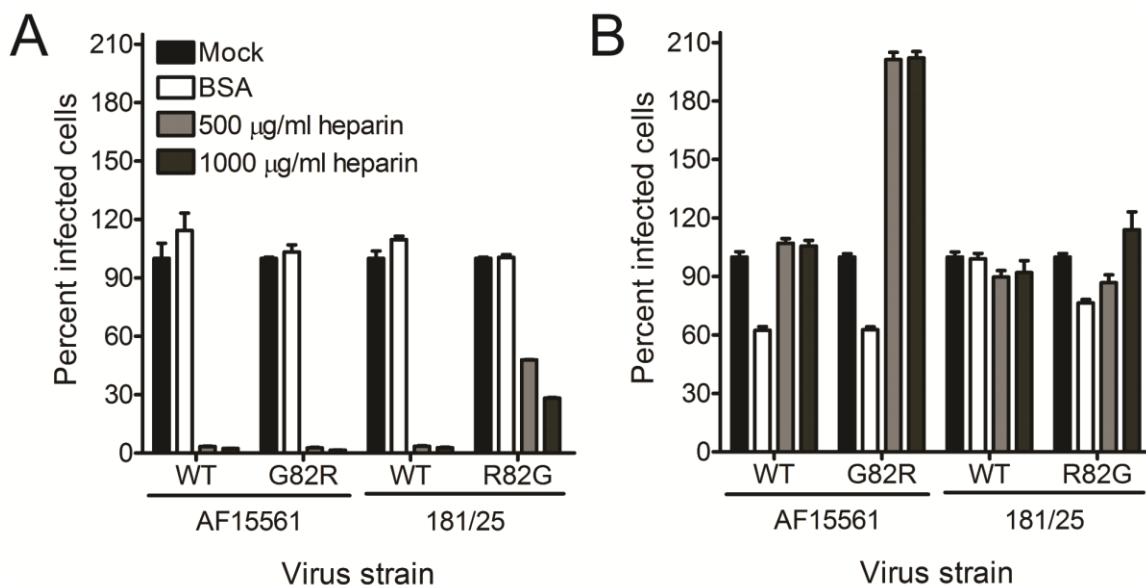 A
Percent infected cells
210
180
150
120
90
60
30
0
Mock
BSA
500 μg/ml heparin
1000 μg/ml heparin
WT G82R WT R82G
AF15561 181/25
Virus strain
B
Percent infected cells
210
180
150
120
90
60
30
0
WT G82R WT R82G
AF15561 181/25
Virus strain